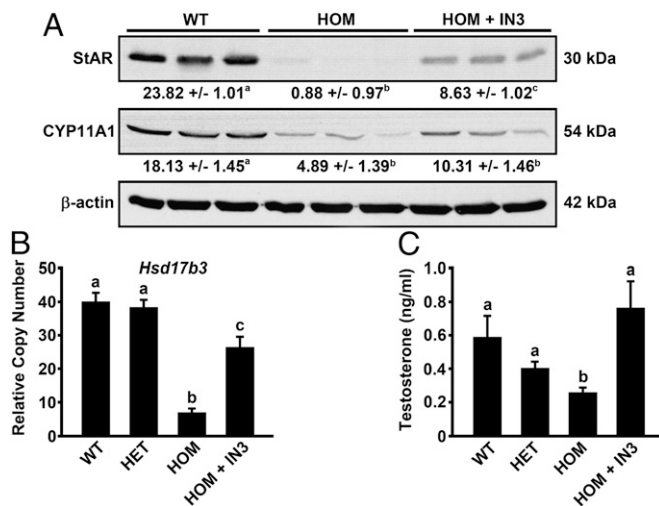 A
WT HOM HOM + IN3
StAR 30 kDa
23.82 +/- 1.01ᵃ 0.88 +/- 0.97ᵇ 8.63 +/- 1.02ᶜ
CYP11A1 54 kDa
18.13 +/- 1.45ᵃ 4.89 +/- 1.39ᵇ 10.31 +/- 1.46ᵇ
β-actin 42 kDa
B
Hsd17b3
Relative Copy Number
50
40
30
20
10
0
a
a
b
c
WT
HET
HOM
HOM + IN3
C
Testosterone (ng/ml)
1.0
0.8
0.6
0.4
0.2
0
a
a
b
a
WT
HET
HOM
HOM + IN3